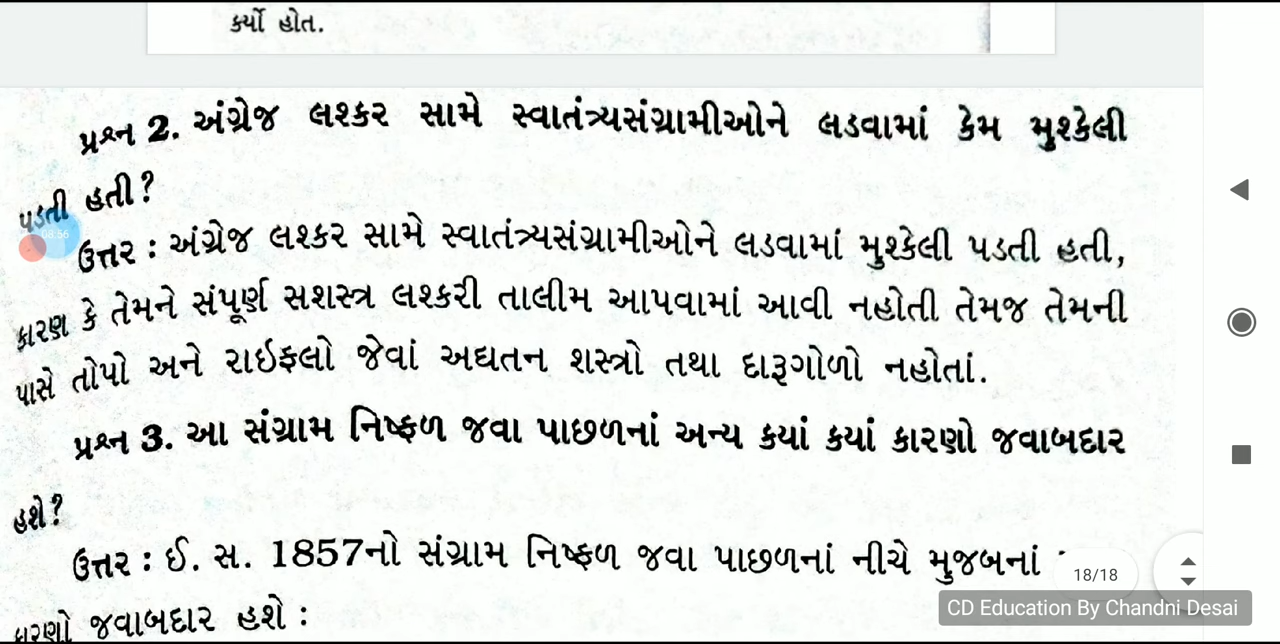 કર્યો હોત.
પ્રશ્ન 2. અંગ્રેજ લશ્કર સામે સ્વાતંત્ર્યસંગ્રામીઓને લડવામાં કેમ મુશ્કેલી
પડતી હતી?
08:56
ઉત્તર : અંગ્રેજ લશ્કર સામે સ્વાતંત્ર્યસંગ્રામીઓને લડવામાં મુશ્કેલી પડતી હતી,
કારણ કે તેમને સંપૂર્ણ સશસ્ત્ર લશ્કરી તાલીમ આપવામાં આવી નહોતી તેમજ તેમની
પાસે તોપો અને રાઇફલો જેવાં અદ્યતન શસ્ત્રો તથા દારૂગોળો નહોતાં.
પ્રશ્ન 3. આ સંગ્રામ નિષ્ફળ જવા પાછળનાં અન્ય કયાં કયાં કારણો જવાબદાર
હશે?
ઉત્તર : ઈ. સ. 1857નો સંગ્રામ નિષ્ફળ જવા પાછળનાં નીચે મુજબનાં
જવાબદાર હશે :
18/18
CD Education By Chandni Desai